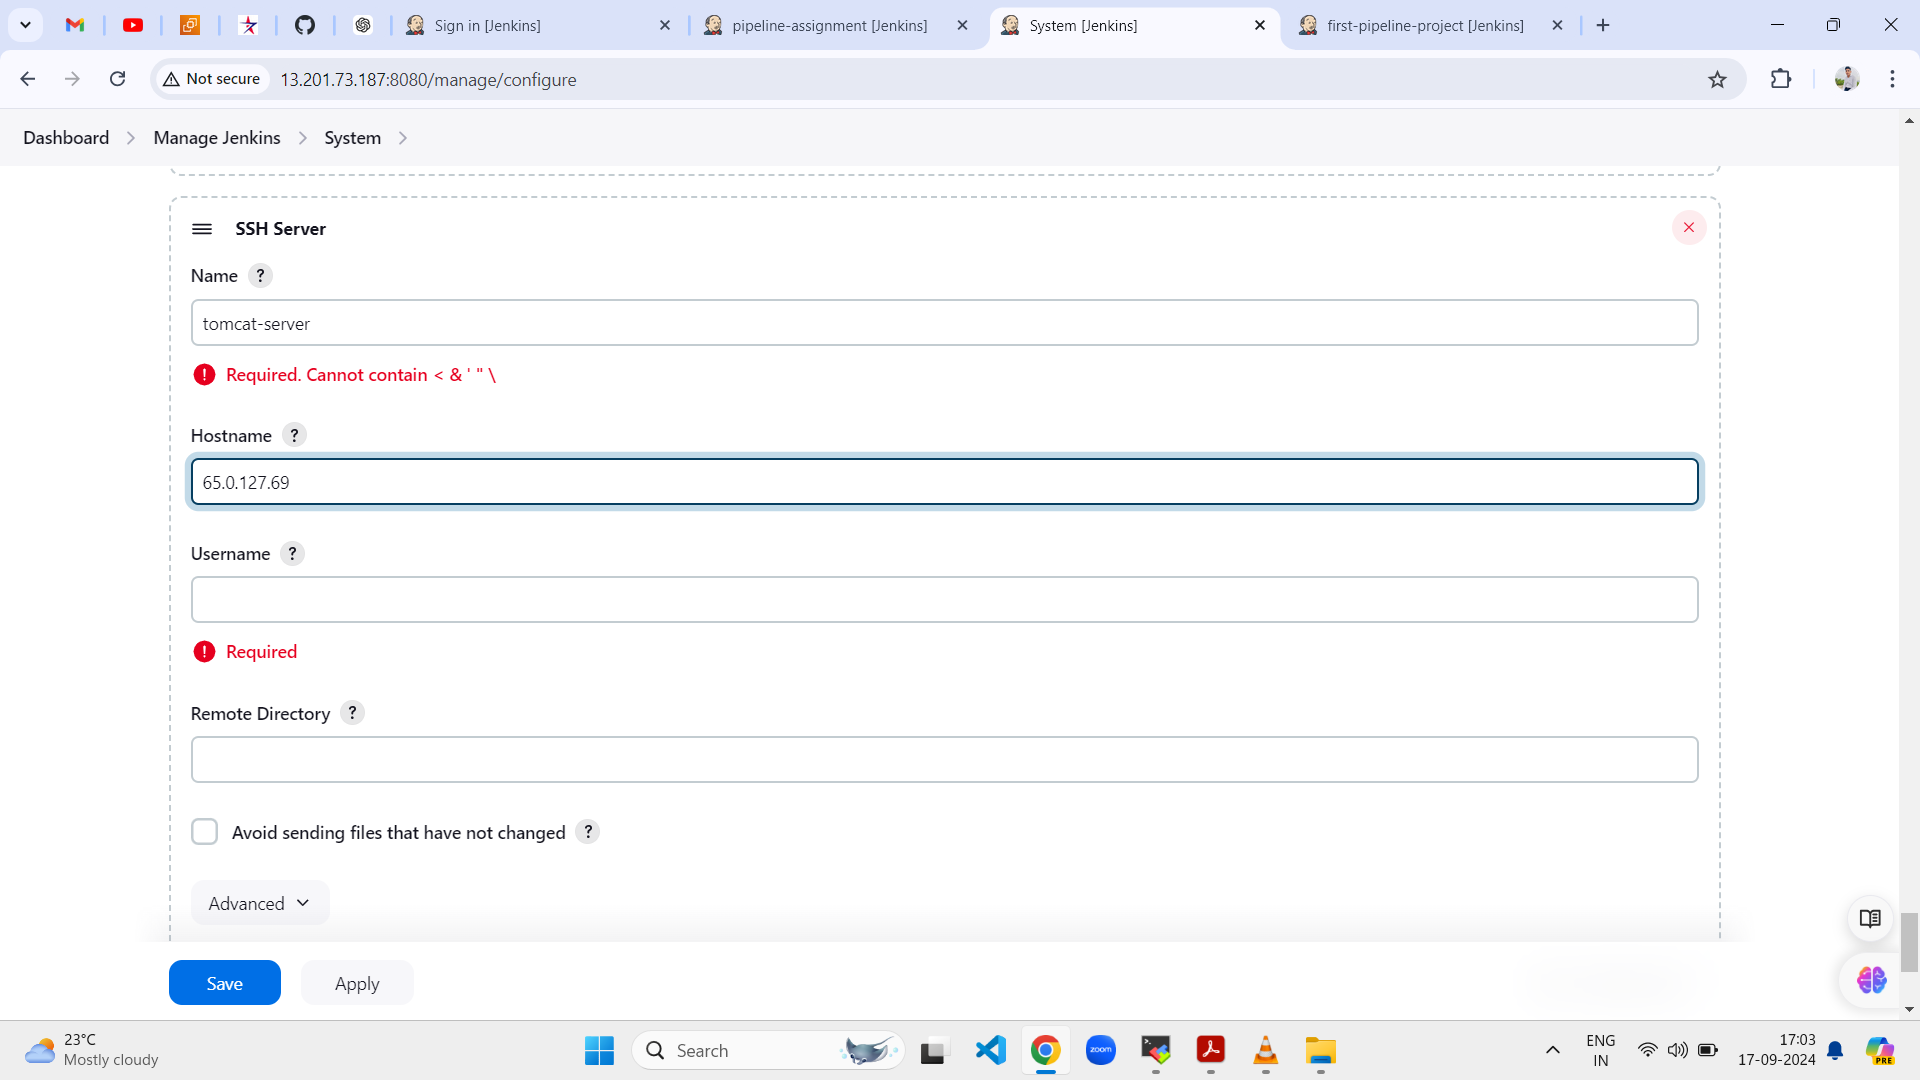 Sign in [Jenkins]
pipeline-assignment [Jenkins]
System [Jenkins]
first-pipeline-project [Jenkins]
Not secure
13.201.73.187:8080/manage/configure
Dashboard
Manage Jenkins
System
SSH Server
Name ?
tomcat-server
Required. Cannot contain < & ' " \
Hostname ?
65.0.127.69
Username ?
Required
Remote Directory ?
Avoid sending files that have not changed ?
Advanced
Save
Apply
23°C
Mostly cloudy
Search
zoom
ENG
IN
17:03
17-09-2024
PRE